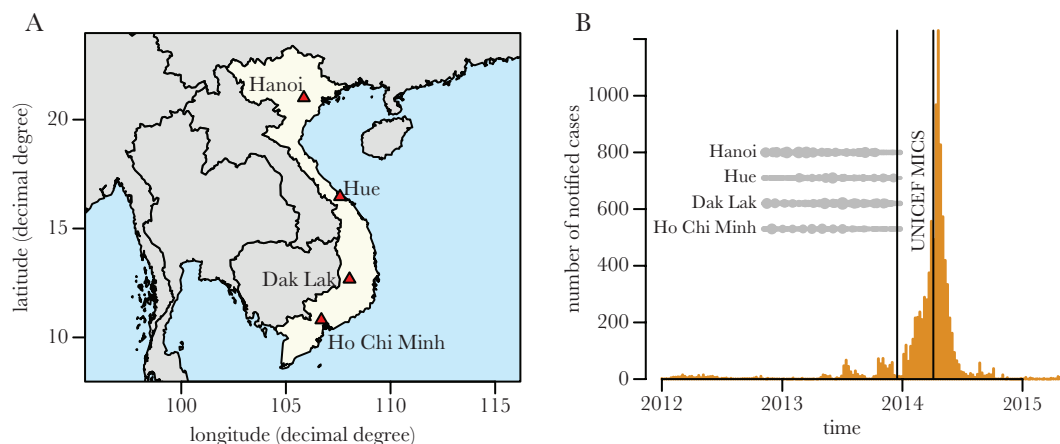 A
latitude (decimal degree)
20
15
10
Hanoi
Hue
Dak Lak
Ho Chi Minh
100
105
110
115
longitude (decimal degree)
B
number of notified cases
1000
800
600
400
200
0
Hanoi
Hue
Dak Lak
Ho Chi Minh
UNICEF MICS
2012
2013
2014
2015
time